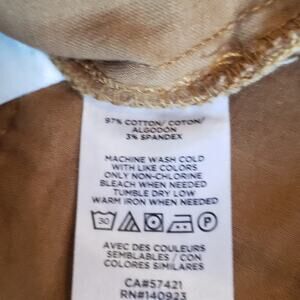 97% COTTON/ COTON/
ALGODÓN
3% SPANDEX
MACHINE WASH COLD
WITH LIKE COLORS
ONLY NON-CHLORINE
BLEACH WHEN NEEDED
TUMBLE DRY LOW
WARM IRON WHEN NEEDED
30 P
AVEC DES COULEURS
SEMBLABLES / CON
COLORES SIMILARES
CA#57421
RN#140923